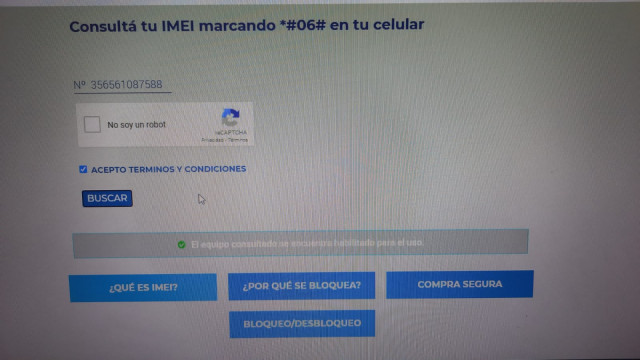 Consultá tu IMEI marcando *#06# en tu celular
Nº 356561087588
No soy un robot
reCAPTCHA
Privacidad - Términos
ACEPTO TERMINOS Y CONDICIONES
BUSCAR
El equipo consultado se encuentra habilitado para el uso.
¿QUÉ ES IMEI?
¿POR QUÉ SE BLOQUEA?
COMPRA SEGURA
BLOQUEO/DESBLOQUEO